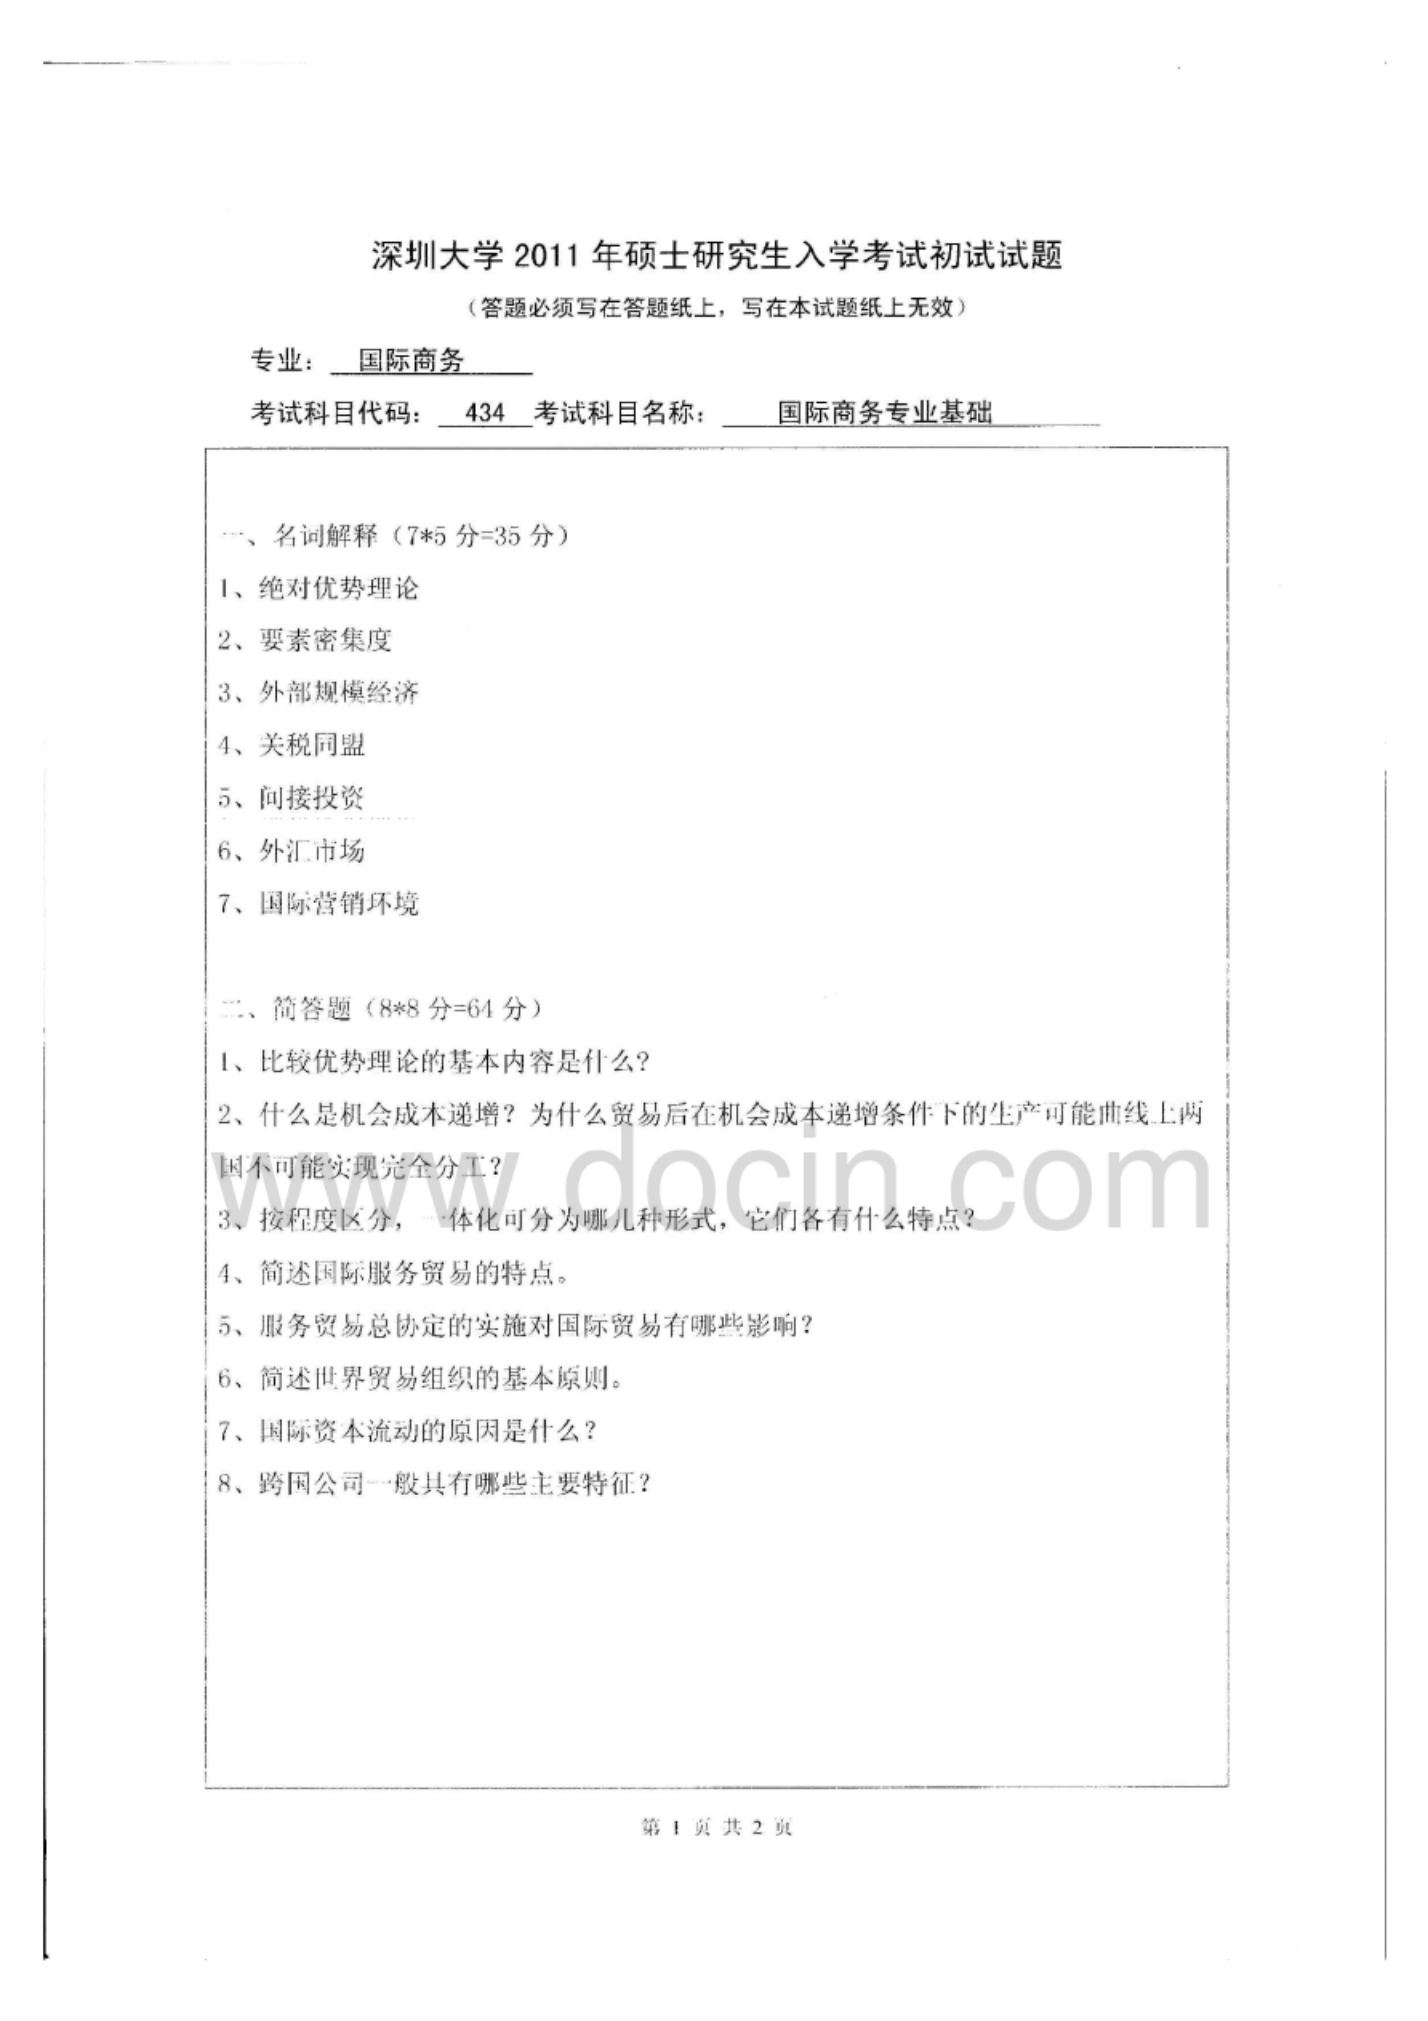 深圳大学 2011 年硕士研究生入学考试初试试题
（答题必须写在答题纸上，写在本试题纸上无效）
专业： 国际商务
考试科目代码： 434 考试科目名称： 国际商务专业基础
一、名词解释（7*5 分=35 分）
1、绝对优势理论
2、要素密集度
3、外部规模经济
4、关税同盟
5、间接投资
6、外汇市场
7、国际营销环境
二、简答题（8*8 分=64 分）
1、比较优势理论的基本内容是什么？
2、什么是机会成本递增？为什么贸易后在机会成本递增条件下的生产可能曲线上两
国不可能实现完全分工？
3、按程度区分，一体化可分为哪几种形式，它们各有什么特点？
4、简述国际服务贸易的特点。
5、服务贸易总协定的实施对国际贸易有哪些影响？
6、简述世界贸易组织的基本原则。
7、国际资本流动的原因是什么？
8、跨国公司一般具有哪些主要特征？
www.docin.com
第 1 页 共 2 页